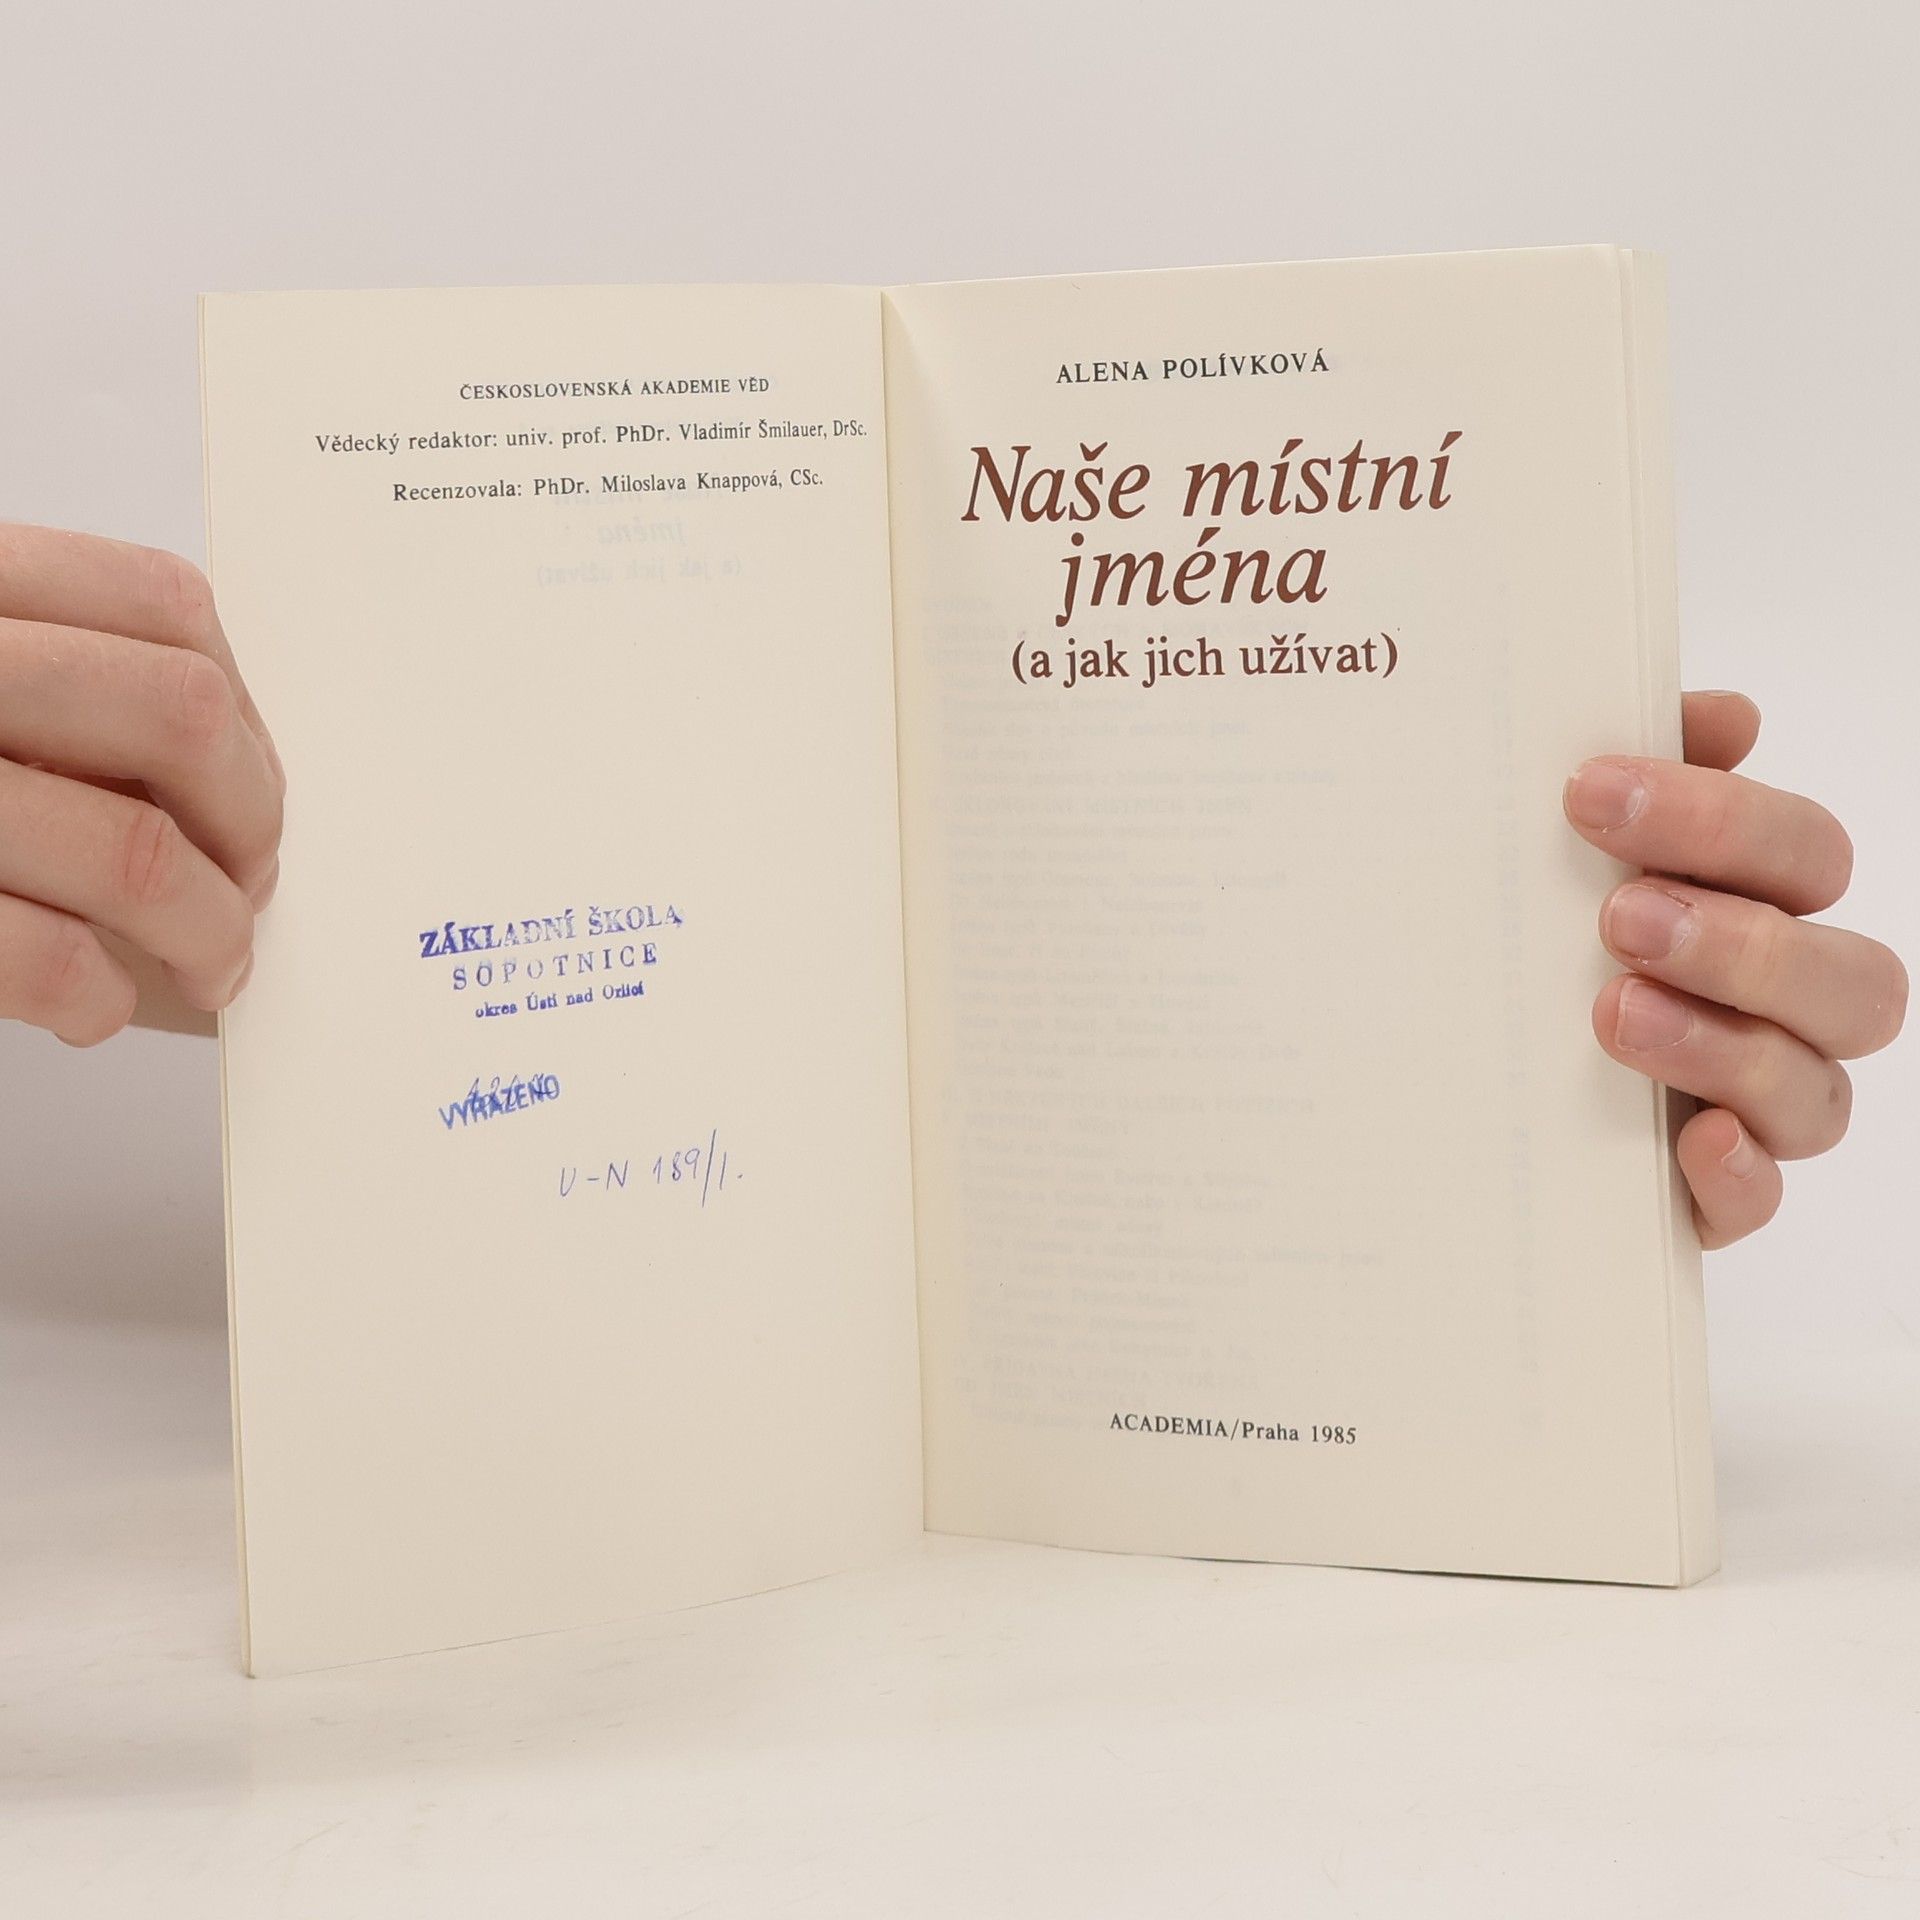 ČESKOSLOVENSKÁ AKADEMIE VĚD
Vědecký redaktor: univ. prof. PhDr. Vladimír Šmilauer, DrSc.
Recenzovala: PhDr. Miloslava Knappová, CSc.
ZÁKLADNÍ ŠKOLA
SOPOTNICE
okres Ústí nad Orlicí
VYŘAZENO
U-N 189/1.
ALENA POLÍVKOVÁ
Naše místní
jména
(a jak jich užívat)
ACADEMIA/Praha 1985